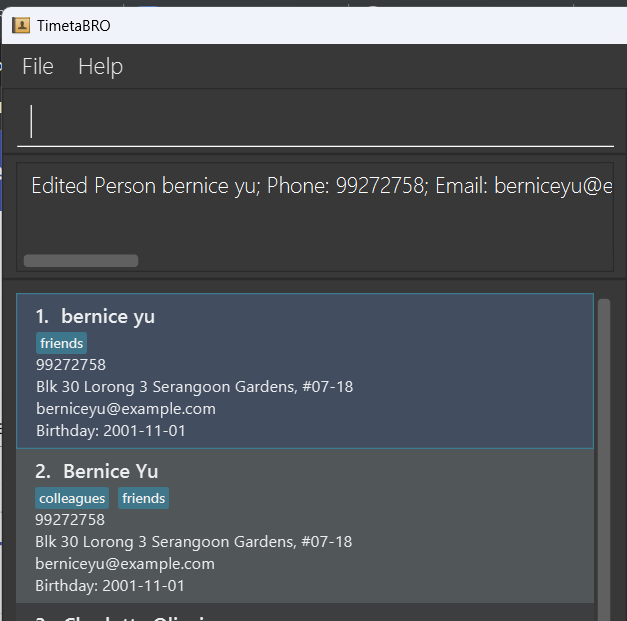 TimetaBRO
File Help
Edited Person bernice yu; Phone: 99272758; Email: berniceyu@e
1. bernice yu
friends
99272758
Blk 30 Lorong 3 Serangoon Gardens, #07-18
berniceyu@example.com
Birthday: 2001-11-01
2. Bernice Yu
colleagues friends
99272758
Blk 30 Lorong 3 Serangoon Gardens, #07-18
berniceyu@example.com
Birthday: 2001-11-01